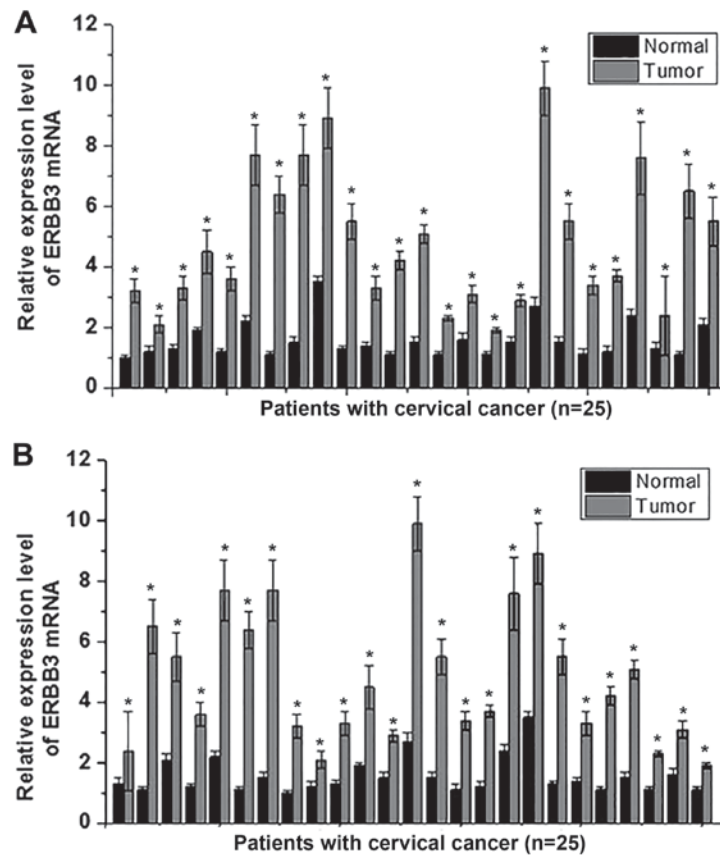 A
12
10
8
6
4
2
0
Relative expression level
of ERBB3 mRNA
Normal
Tumor
* * * * * * * * * * * * * * * * * * * * * * * * *
Patients with cervical cancer (n=25)
B
12
10
8
6
4
2
0
Relative expression level
of ERBB3 mRNA
Normal
Tumor
* * * * * * * * * * * * * * * * * * * * * * * * *
Patients with cervical cancer (n=25)